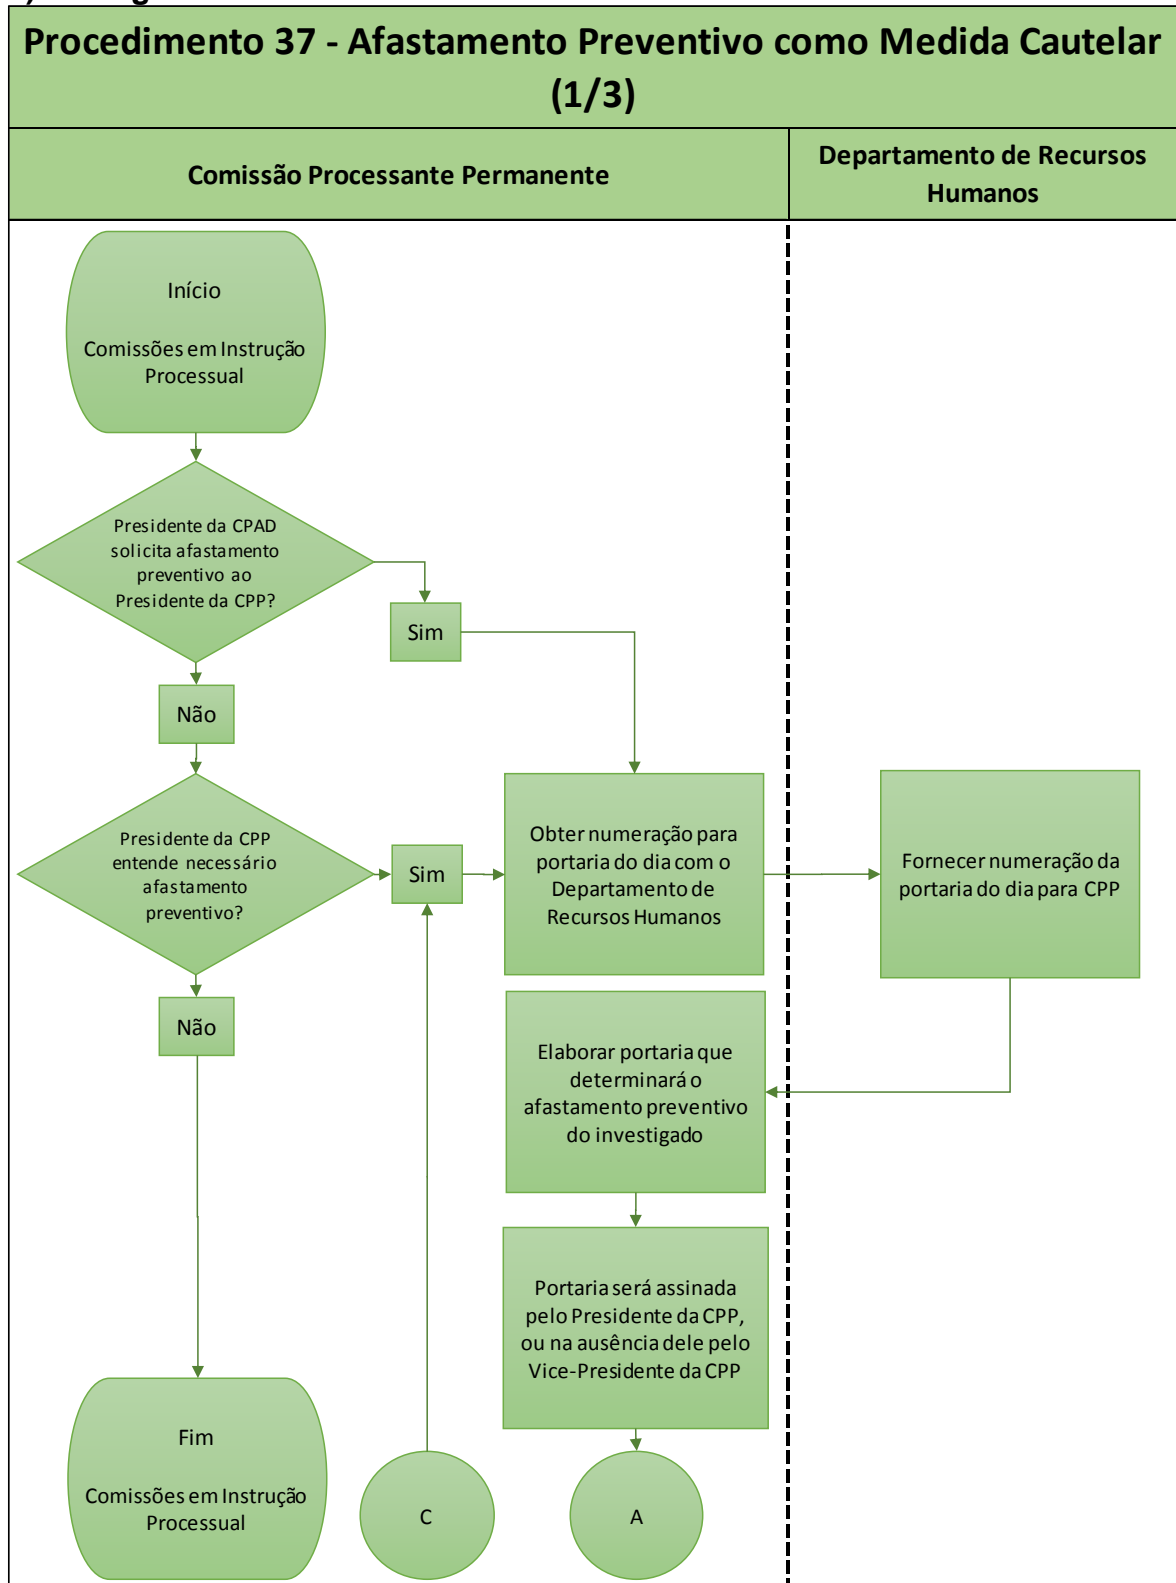 Procedimento 37 - Afastamento Preventivo como Medida Cautelar
(1/3)
Comissão Processante Permanente
Departamento de Recursos
Humanos
Início
Comissões em Instrução
Processual
Presidente da CPAD
solicita afastamento
preventivo ao
Presidente da CPP?
Sim
Não
Presidente da CPP
entende necessário
afastamento
preventivo?
Sim
Obter numeração para
portaria do dia com o
Departamento de
Recursos Humanos
Fornecer numeração da
portaria do dia para CPP
Não
Elaborar portaria que
determinará o
afastamento preventivo
do investigado
Portaria será assinada
pelo Presidente da CPP,
ou na ausência dele pelo
Vice-Presidente da CPP
Fim
Comissões em Instrução
Processual
C
A